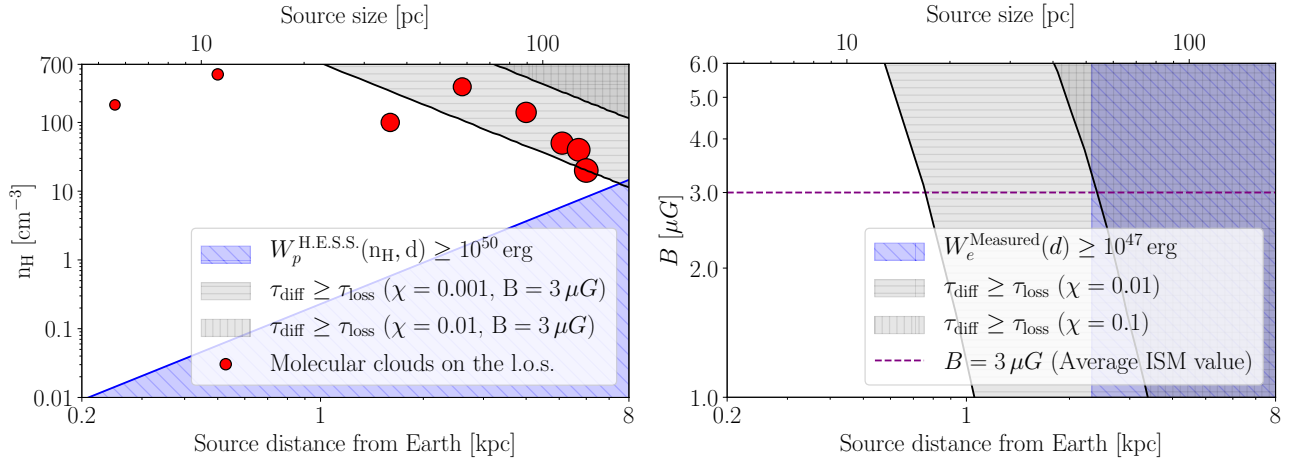 Source size [pc]
10
100
700
100
10
1
0.1
0.01
n_H [cm^−3]
W_p^H.E.S.S.(n_H, d) ≥ 10^50 erg
τ_diff ≥ τ_loss (χ = 0.001, B = 3 μG)
τ_diff ≥ τ_loss (χ = 0.01, B = 3 μG)
Molecular clouds on the l.o.s.
0.2
1
8
Source distance from Earth [kpc]
Source size [pc]
10
100
6.0
5.0
4.0
3.0
2.0
1.0
B [μG]
W_e^Measured(d) ≥ 10^47 erg
τ_diff ≥ τ_loss (χ = 0.01)
τ_diff ≥ τ_loss (χ = 0.1)
B = 3 μG (Average ISM value)
0.2
1
8
Source distance from Earth [kpc]